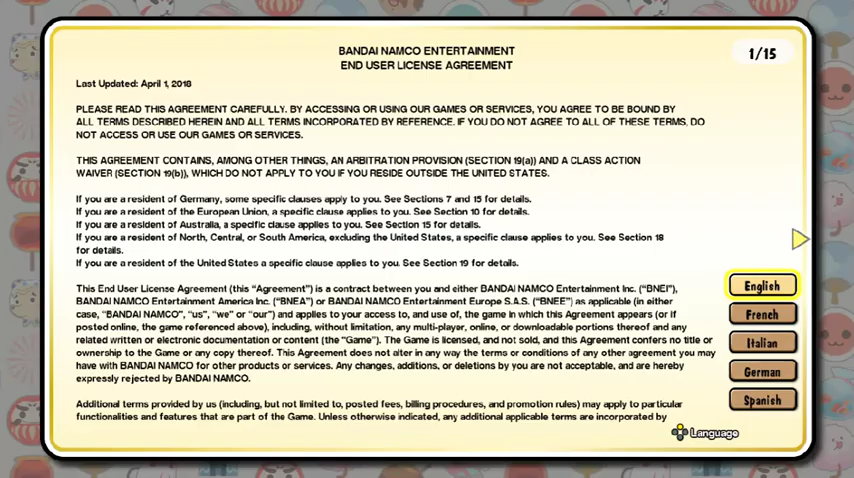 BANDAI NAMCO ENTERTAINMENT
END USER LICENSE AGREEMENT
1/15
Last Updated: April 1, 2018
PLEASE READ THIS AGREEMENT CAREFULLY. BY ACCESSING OR USING OUR GAMES OR SERVICES, YOU AGREE TO BE BOUND BY
ALL TERMS DESCRIBED HEREIN AND ALL TERMS INCORPORATED BY REFERENCE. IF YOU DO NOT AGREE TO ALL OF THESE TERMS, DO
NOT ACCESS OR USE OUR GAMES OR SERVICES.
THIS AGREEMENT CONTAINS, AMONG OTHER THINGS, AN ARBITRATION PROVISION (SECTION 19(a)) AND A CLASS ACTION
WAIVER (SECTION 19(b)), WHICH DO NOT APPLY TO YOU IF YOU RESIDE OUTSIDE THE UNITED STATES.
If you are a resident of Germany, some specific clauses apply to you. See Sections 7 and 15 for details.
If you are a resident of the European Union, a specific clause applies to you. See Section 10 for details.
If you are a resident of Australia, a specific clause applies to you. See Section 15 for details.
If you are a resident of North, Central, or South America, excluding the United States, a specific clause applies to you. See Section 18
for details.
If you are a resident of the United States a specific clause applies to you. See Section 19 for details.
This End User License Agreement (this “Agreement”) is a contract between you and either BANDAI NAMCO Entertainment Inc. (“BNEI”),
BANDAI NAMCO Entertainment America Inc. (“BNEA”) or BANDAI NAMCO Entertainment Europe S.A.S. (“BNEE”) as applicable (in either
case, “BANDAI NAMCO”, “us”, “we” or “our”) and applies to your access to, and use of, the game in which this Agreement appears (or if
posted online, the game referenced above), including, without limitation, any multi-player, online, or downloadable portions thereof and any
related written or electronic documentation or content (the “Game”). The Game is licensed, and not sold, and this Agreement confers no title or
ownership to the Game or any copy thereof. This Agreement does not alter in any way the terms or conditions of any other agreement you may
have with BANDAI NAMCO for other products or services. Any changes, additions, or deletions by you are not acceptable, and are hereby
expressly rejected by BANDAI NAMCO.
Additional terms provided by us (including, but not limited to, posted fees, billing procedures, and promotion rules) may apply to particular
functionalities and features that are part of the Game. Unless otherwise indicated, any additional applicable terms are incorporated by
English
French
Italian
German
Spanish
Language